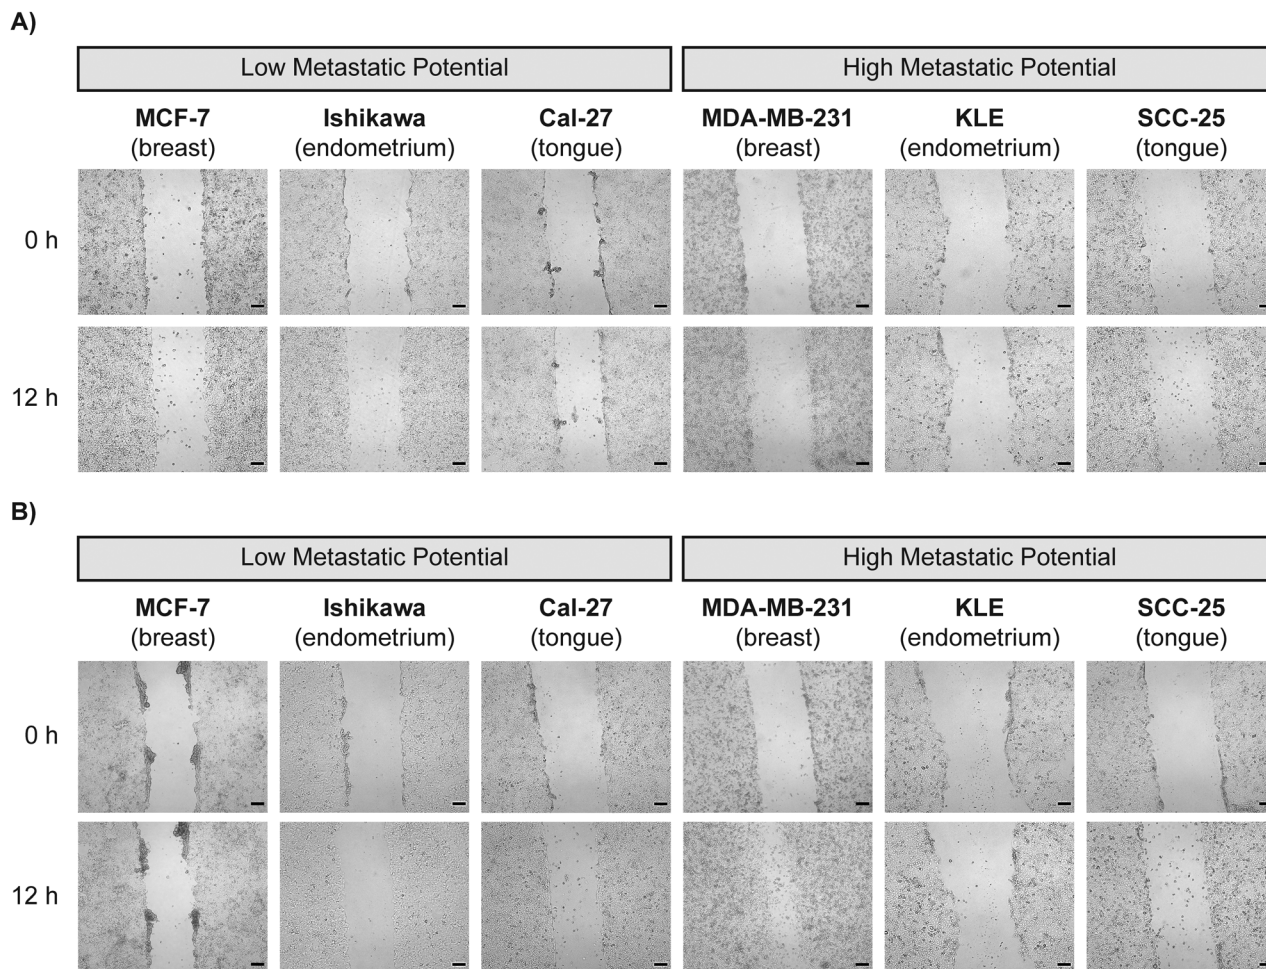 A)
Low Metastatic Potential High Metastatic Potential
MCF-7 Ishikawa Cal-27 MDA-MB-231 KLE SCC-25
(breast) (endometrium) (tongue) (breast) (endometrium) (tongue)
0 h
12 h
B)
Low Metastatic Potential High Metastatic Potential
MCF-7 Ishikawa Cal-27 MDA-MB-231 KLE SCC-25
(breast) (endometrium) (tongue) (breast) (endometrium) (tongue)
0 h
12 h